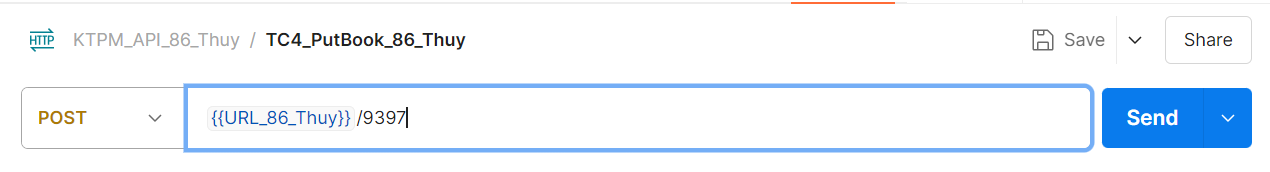 HTTP KTPM_API_86_Thuy / TC4_PutBook_86_Thuy Save Share
POST {{URL_86_Thuy}} /9397 Send